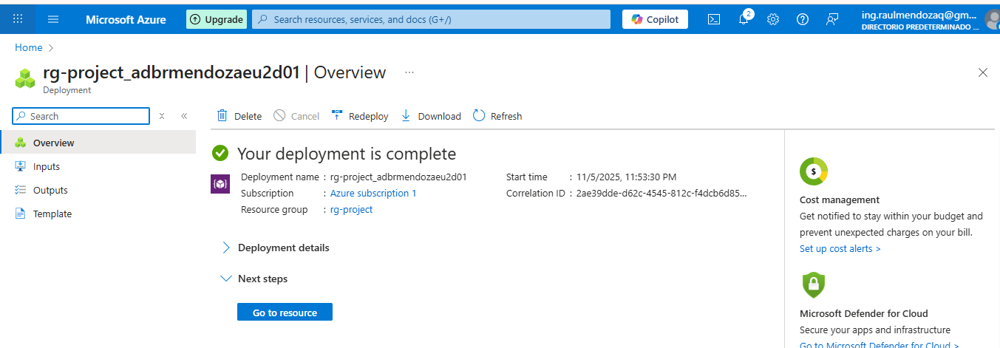 Microsoft Azure
Upgrade
Search resources, services, and docs (G+/)
Copilot
2
ing.raulmendozaq@gm...
DIRECTORIO PREDETERMINADO ...
Home >
rg-project_adbrmendozaeu2d01 | Overview ...
Deployment
Search
Delete
Cancel
Redeploy
Download
Refresh
Overview
Inputs
Outputs
Template
Your deployment is complete
Deployment name : rg-project_adbrmendozaeu2d01
Subscription : Azure subscription 1
Resource group : rg-project
Start time : 11/5/2025, 11:53:30 PM
Correlation ID : 2ae39dde-d62c-4545-812c-f4dcb6d85...
Deployment details
Next steps
Go to resource
$
Cost management
Get notified to stay within your budget and
prevent unexpected charges on your bill.
Set up cost alerts >
Microsoft Defender for Cloud
Secure your apps and infrastructure
Go to Microsoft Defender for Cloud >